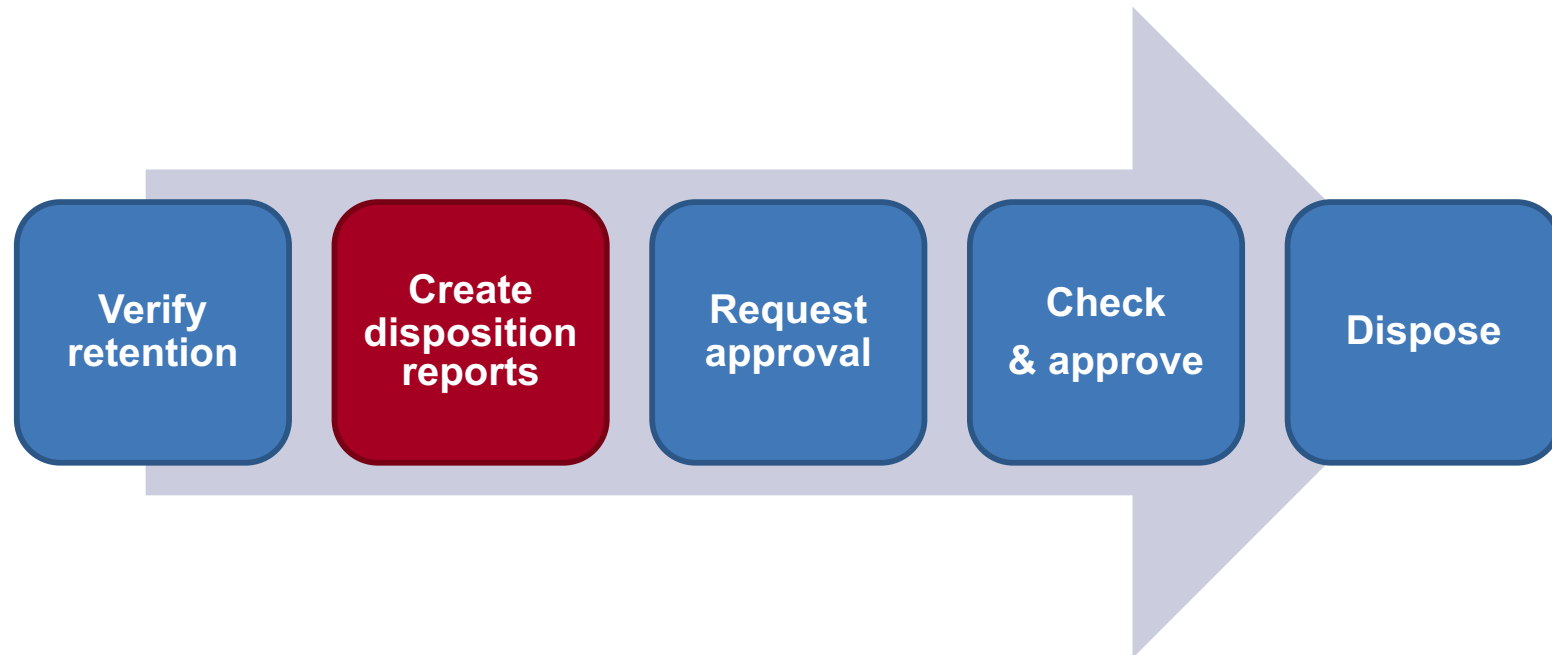 Verify
retention
Create
disposition
reports
Request
approval
Check
& approve
Dispose